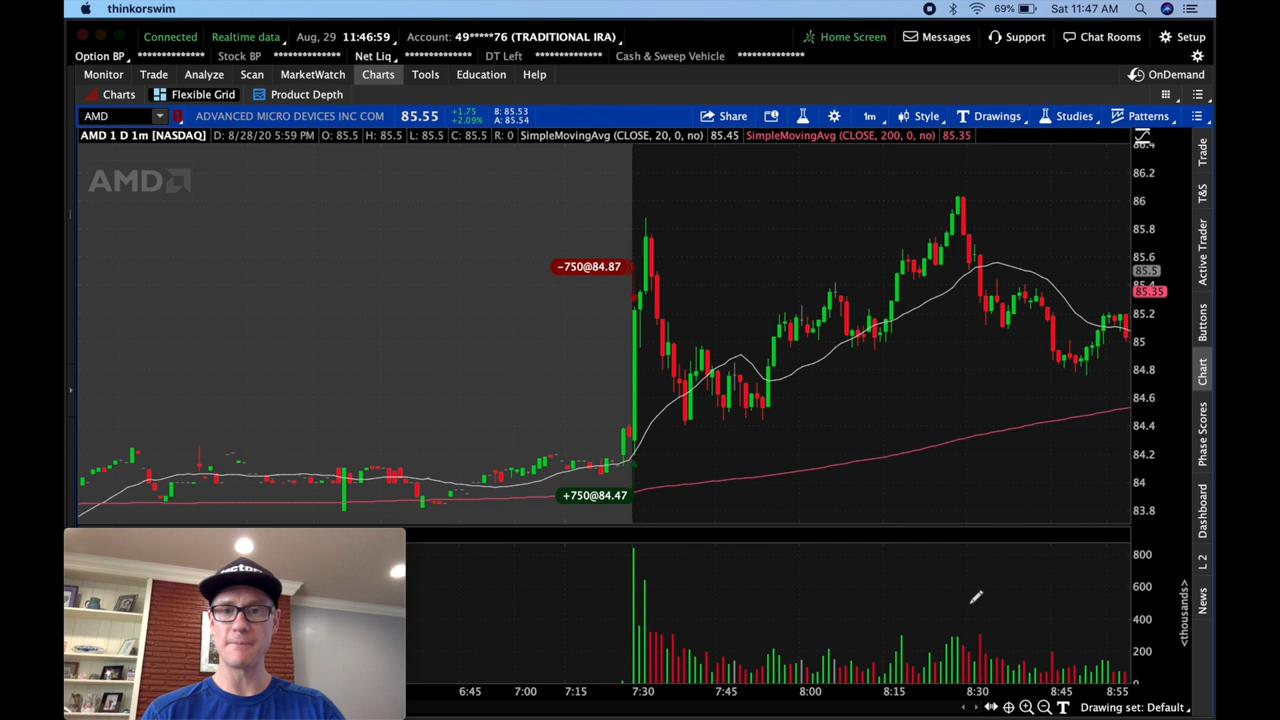 thinkorswim 69% Sat 11:47 AM
Connected Realtime data Aug, 29 11:46:59 Account: 49****76 (TRADITIONAL IRA) Home Screen Messages Support Chat Rooms Setup
Option BP ************** Stock BP ************** Net Liq ************** DT Left ************** Cash & Sweep Vehicle **************
Monitor Trade Analyze Scan MarketWatch Charts Tools Education Help OnDemand
Charts Flexible Grid Product Depth
AMD ADVANCED MICRO DEVICES INC COM 85.55 +1.75 +2.09% B: 85.53 A: 85.54 Share 1m Style Drawings Studies Patterns
AMD 1 D 1m [NASDAQ] D: 8/28/20 5:59 PM O: 85.5 H: 85.5 L: 85.5 C: 85.5 R: 0 SimpleMovingAvg (CLOSE, 20, 0, no) 85.45 SimpleMovingAvg (CLOSE, 200, 0, no) 85.35
AMD
-750@84.87
+750@84.47
86.4
86.2
86
85.8
85.6
85.5
85.4
85.35
85.2
85
84.8
84.6
84.4
84.2
84
83.8
800
600
400
200
0
<thousands>
6:45 7:00 7:15 7:30 7:45 8:00 8:15 8:30 8:45 8:55
Drawing set: Default
Trade
T&S
Active Trader
Buttons
Chart
Phase Scores
Dashboard
L 2
News